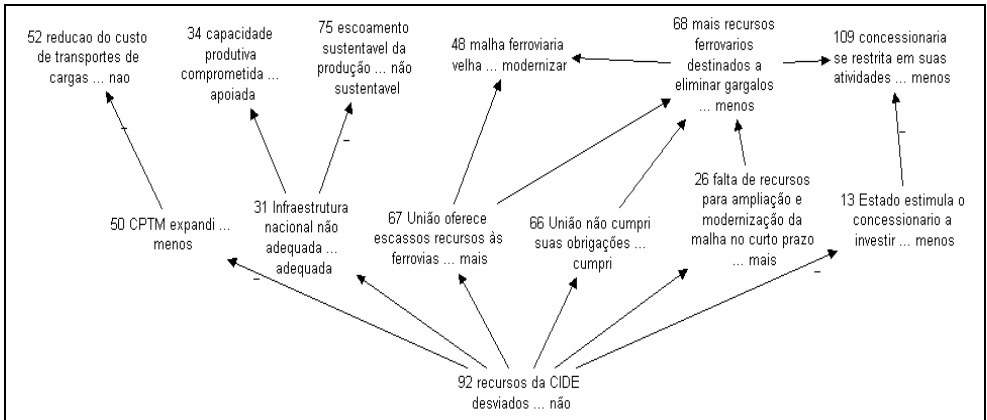 52 reducao do custo
de transportes de
cargas ... nao
34 capacidade
produtiva
comprometida ...
apoiada
75 escoamento
sustentavel da
produção ... não
sustentavel
48 malha ferroviaria
velha ... modernizar
68 mais recursos
ferrovarios
destinados a
eliminar gargalos
... menos
109 concessionaria
se restrita em suas
atividades ... menos
50 CPTM expandi ...
menos
31 Infraestrutura
nacional não
adequada ...
adequada
67 União oferece
escassos recursos às
ferrovias ... mais
66 União não cumpri
suas obrigações ...
cumpri
26 falta de recursos
para ampliação e
modernização da
malha no curto prazo
... mais
13 Estado estimula o
concessionario a
investir ... menos
92 recursos da CIDE
desviados ... não